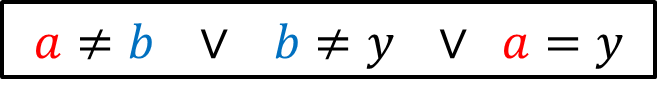 a ≠ b ∨ b ≠ y ∨ a = y